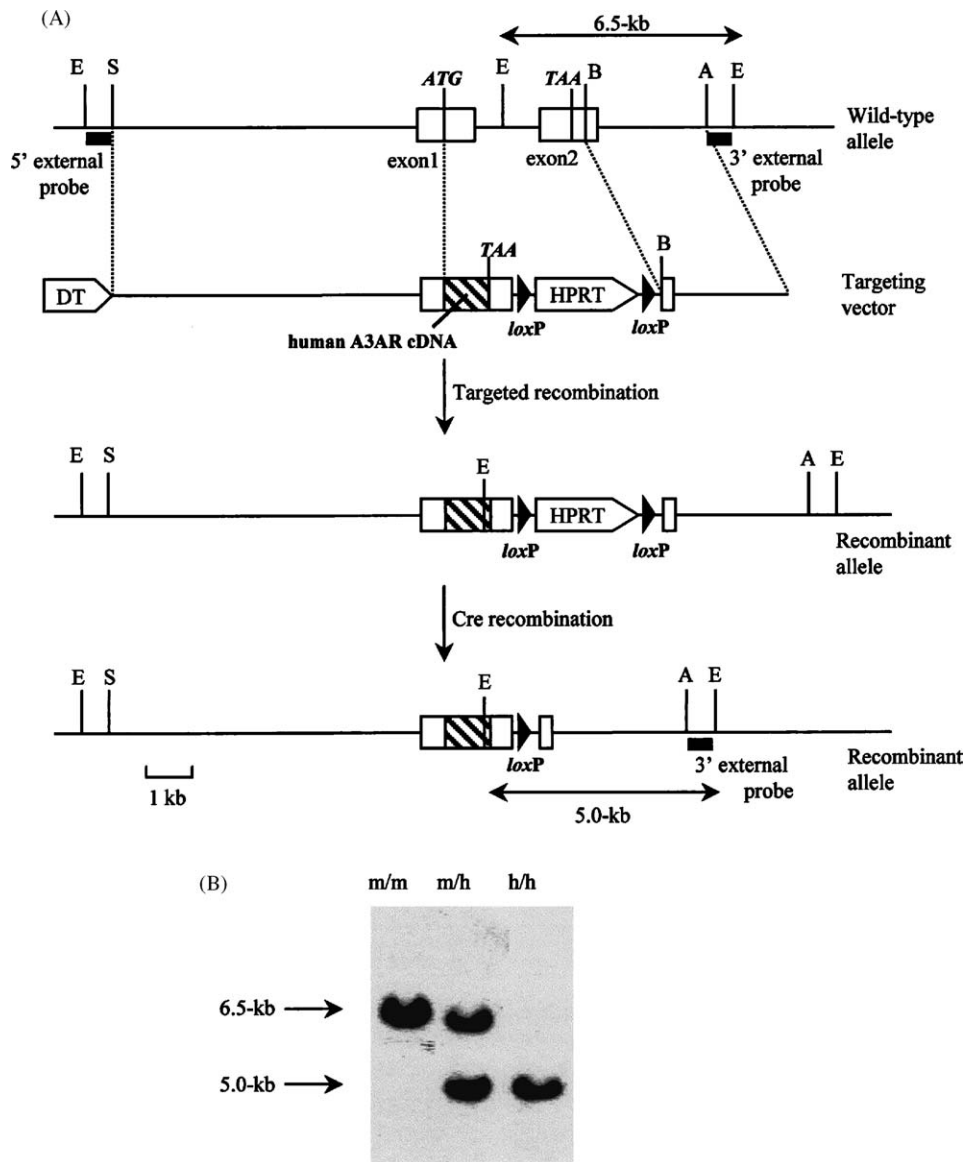 (A)
6.5-kb
E S ATG E TAA B A E
Wild-type
allele
5' external
probe
exon1
exon2
3' external
probe
TAA
B
DT
HPRT
Targeting
vector
loxP
loxP
human A3AR cDNA
Targeted recombination
E S E A E
HPRT
loxP
loxP
Recombinant
allele
Cre recombination
E S E A E
loxP
3' external
probe
Recombinant
allele
1 kb
5.0-kb
(B)
m/m m/h h/h
6.5-kb
5.0-kb